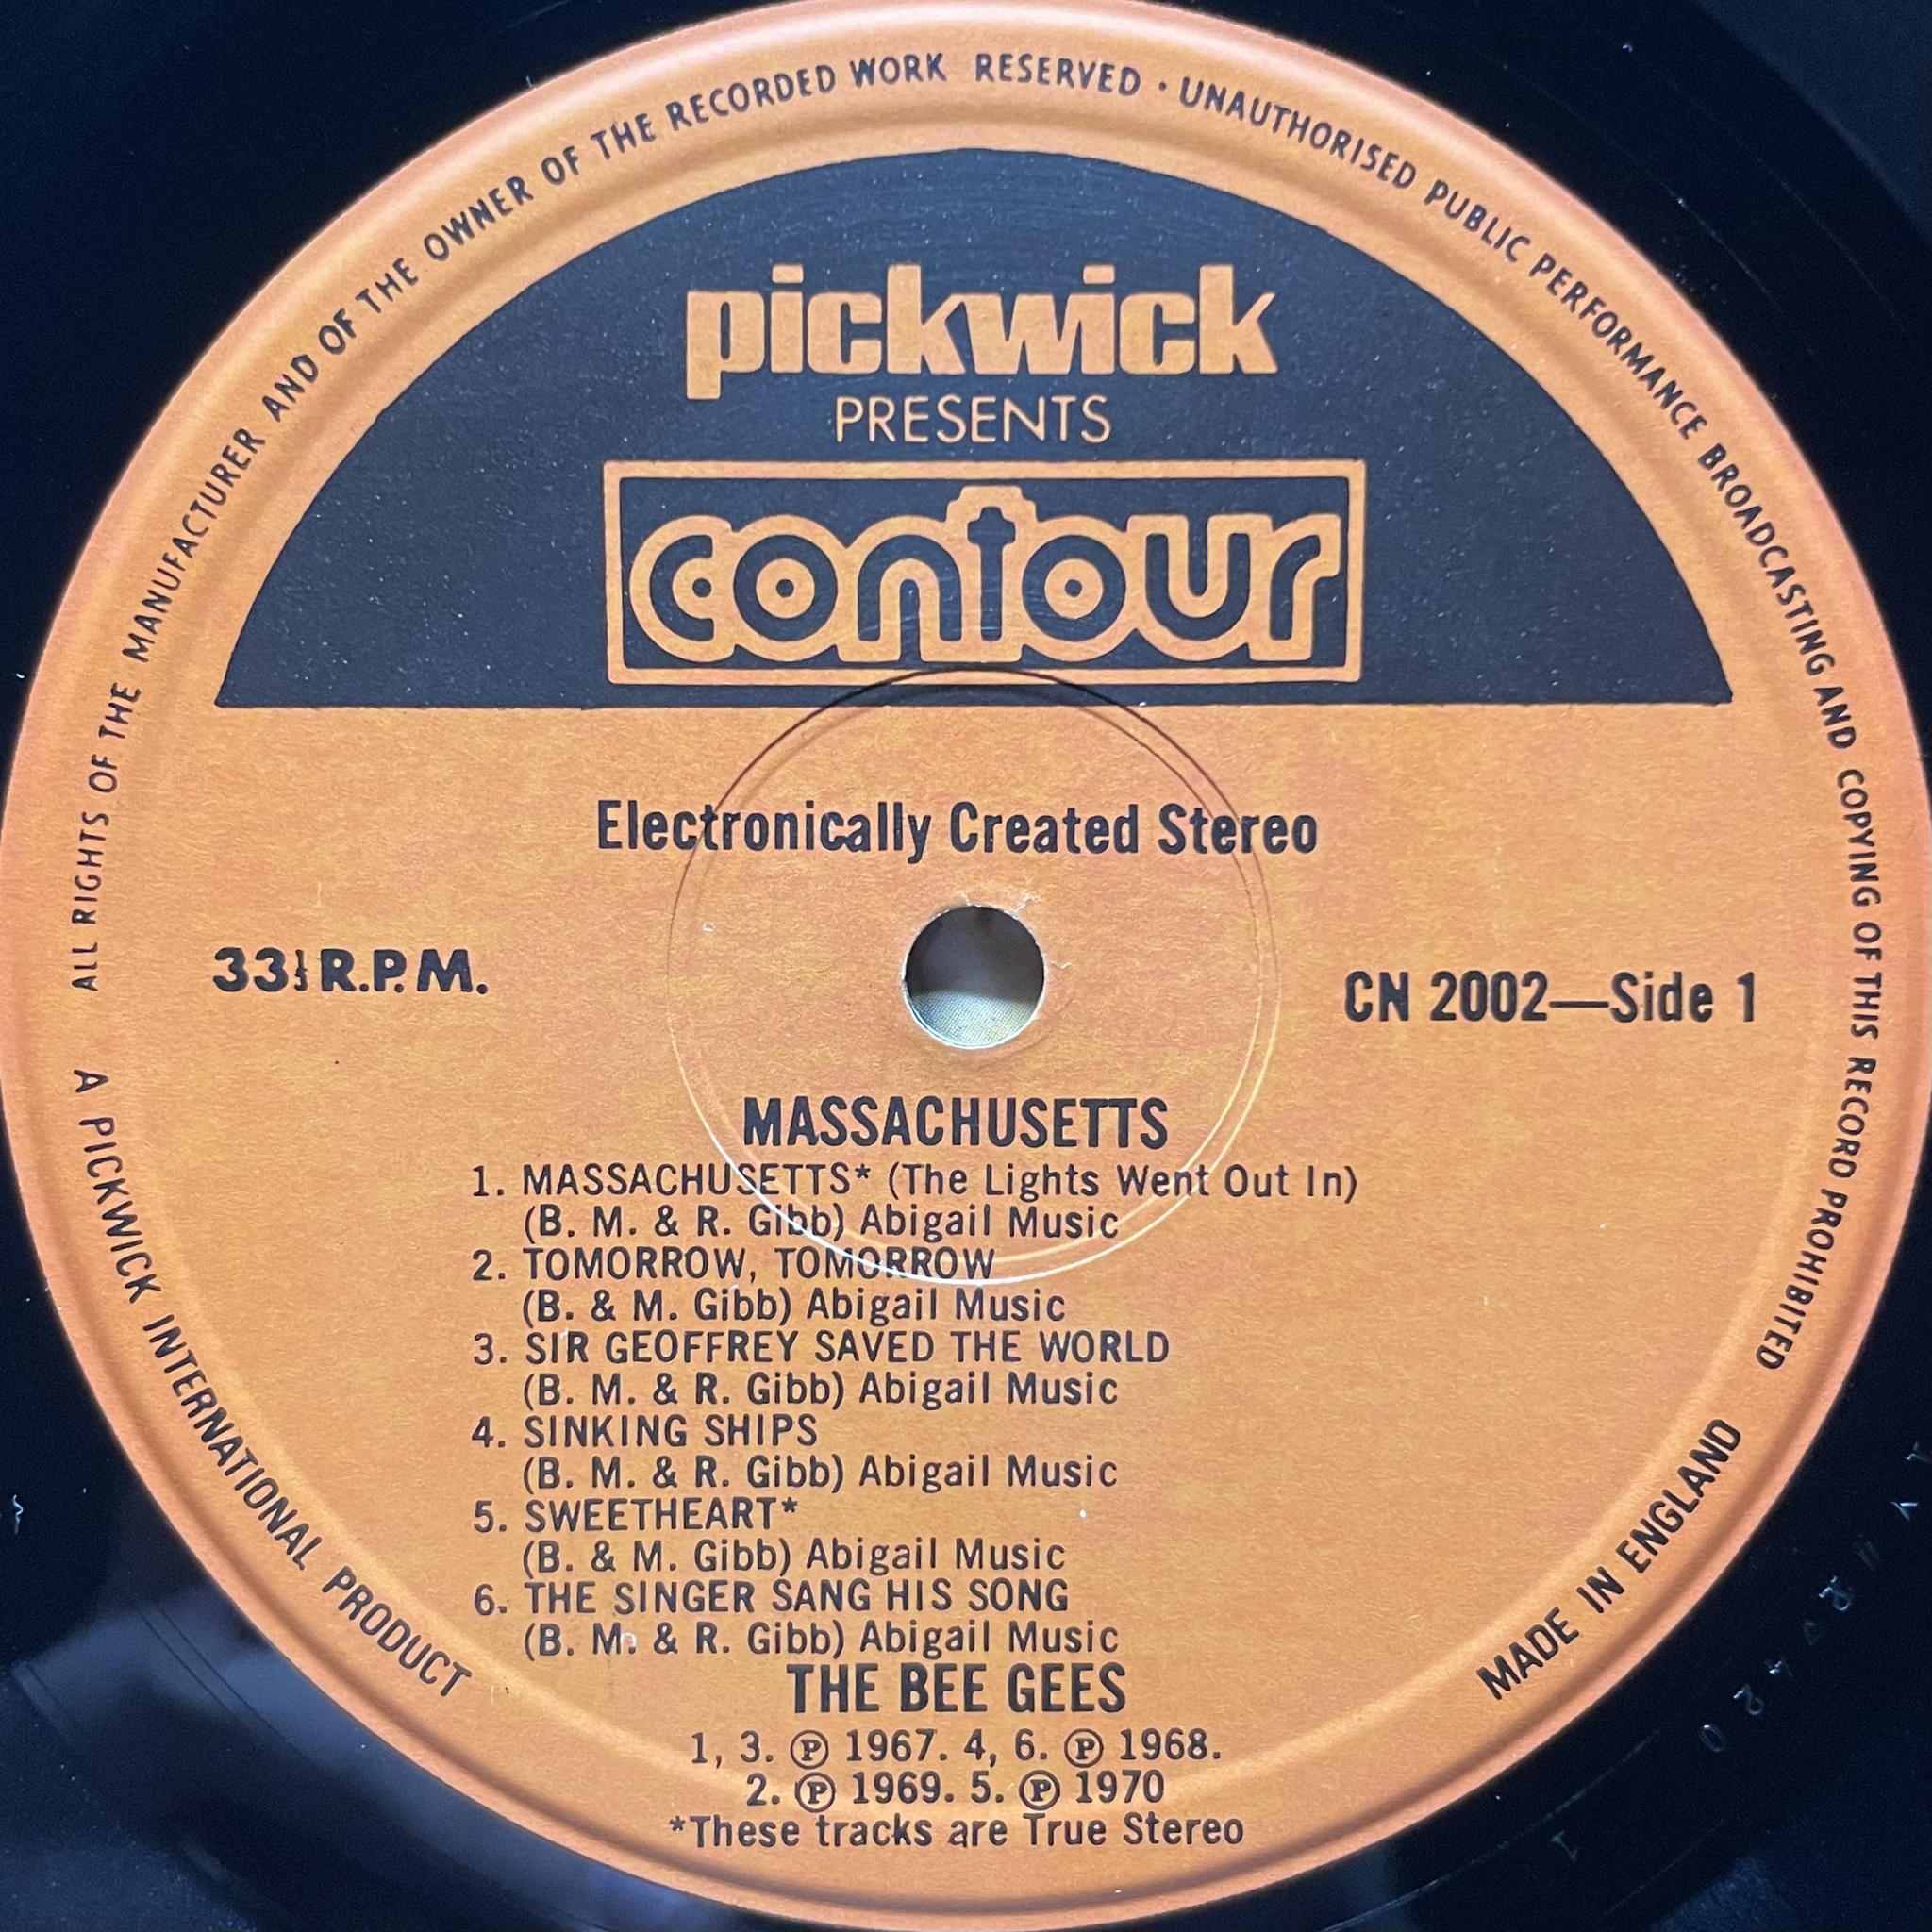 ALL RIGHTS OF THE MANUFACTURER AND OF THE OWNER OF THE RECORDED WORK RESERVED · UNAUTHORISED PUBLIC PERFORMANCE BROADCASTING AND COPYING OF THIS RECORD PROHIBITED
pickwick
PRESENTS
contour
Electronically Created Stereo
33⅓ R.P.M.
CN 2002—Side 1
MASSACHUSETTS
1. MASSACHUSETTS* (The Lights Went Out In)
(B. M. & R. Gibb) Abigail Music
2. TOMORROW, TOMORROW
(B. & M. Gibb) Abigail Music
3. SIR GEOFFREY SAVED THE WORLD
(B. M. & R. Gibb) Abigail Music
4. SINKING SHIPS
(B. M. & R. Gibb) Abigail Music
5. SWEETHEART*
(B. & M. Gibb) Abigail Music
6. THE SINGER SANG HIS SONG
(B. M. & R. Gibb) Abigail Music
THE BEE GEES
1, 3. ℗ 1967. 4, 6. ℗ 1968.
2. ℗ 1969. 5. ℗ 1970
*These tracks are True Stereo
A PICKWICK INTERNATIONAL PRODUCT
MADE IN ENGLAND